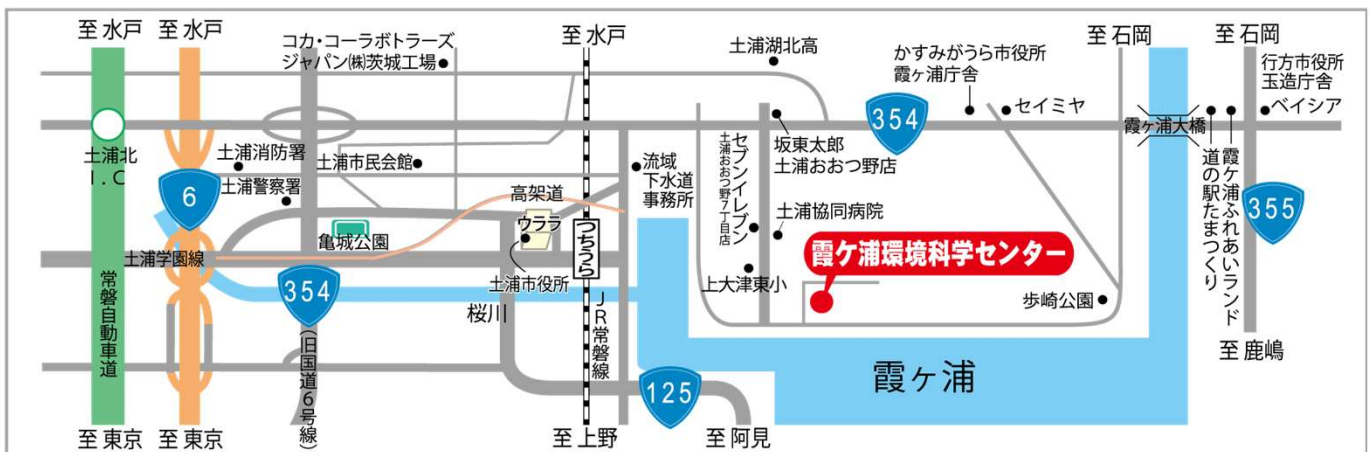 至 水戸
至 水戸
コカ・コーラボトラーズ
ジャパン㈱茨城工場
至 水戸
土浦湖北高
かすみがうら市役所
霞ヶ浦庁舎
セイミヤ
至 石岡
至 石岡
行方市役所
玉造庁舎
ベイシア
354
霞ヶ浦大橋
土浦北
I.C
土浦消防署
土浦市民会館
流域
下水道
事務所
セブンイレブン
土浦おおつ野7丁目店
坂東太郎
土浦おおつ野店
道の駅たまつくり
霞ヶ浦ふれあいランド
355
6
土浦警察署
高架道
亀城公園
ウララ
つちうら
土浦協同病院
霞ケ浦環境科学センター
土浦学園線
土浦市役所
上大津東小
歩崎公園
354
桜川
常磐自動車道
(旧国道6号線)
JR常磐線
125
霞ヶ浦
至 鹿嶋
至 東京
至 東京
至 上野
至 阿見